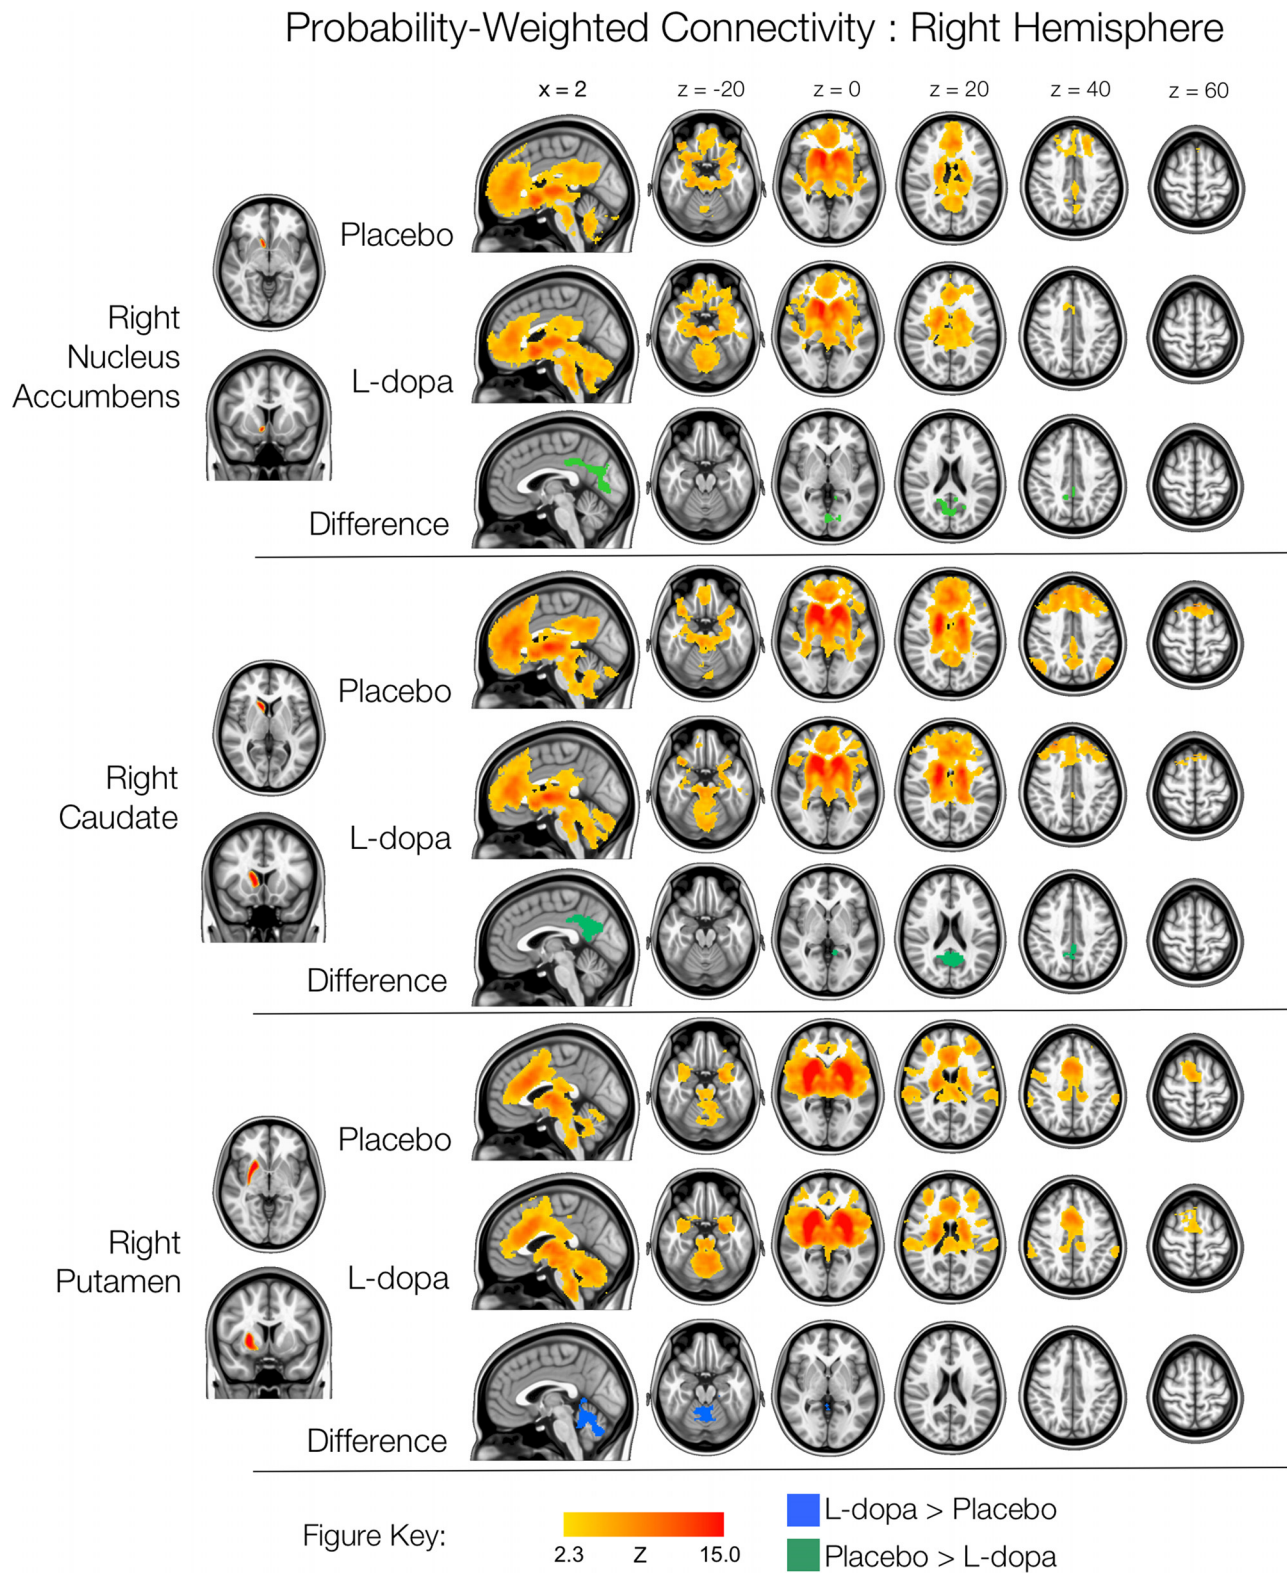 Probability-Weighted Connectivity : Right Hemisphere
x = 2 z = -20 z = 0 z = 20 z = 40 z = 60
Right
Nucleus
Accumbens
Placebo
L-dopa
Difference
Right
Caudate
Placebo
L-dopa
Difference
Right
Putamen
Placebo
L-dopa
Difference
Figure Key:
2.3 Z 15.0
L-dopa > Placebo
Placebo > L-dopa